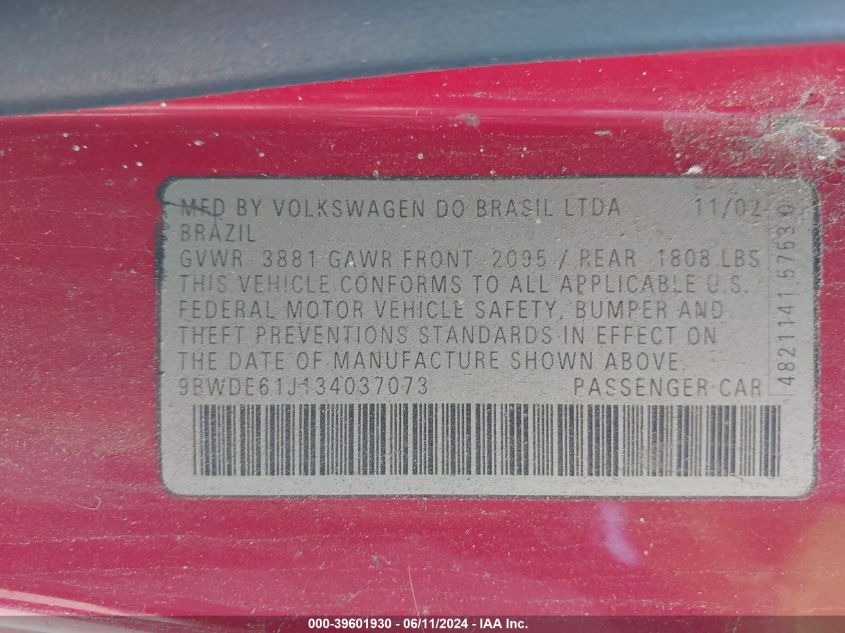 MFD BY VOLKSWAGEN DO BRASIL LTDA 11/02
BRAZIL
GVWR 3881 GAWR FRONT 2095 / REAR 1808 LBS
THIS VEHICLE CONFORMS TO ALL APPLICABLE U.S.
FEDERAL MOTOR VEHICLE SAFETY, BUMPER AND
THEFT PREVENTIONS STANDARDS IN EFFECT ON
THE DATE OF MANUFACTURE SHOWN ABOVE.
9BWDE61J134037073 PASSENGER CAR
4821141
000-39601930 - 06/11/2024 - IAA Inc.